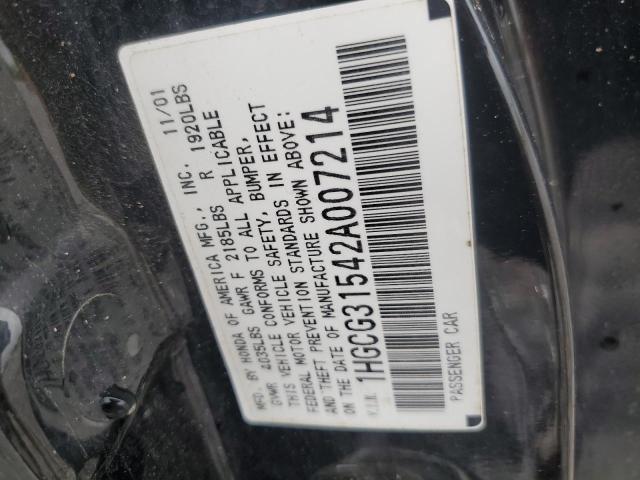 MFD. BY HONDA OF AMERICA MFG., INC. 11/01
GVWR 4035LBS GAWR F 2185LBS R 1920LBS
THIS VEHICLE CONFORMS TO ALL APPLICABLE
FEDERAL MOTOR VEHICLE SAFETY, BUMPER,
AND THEFT PREVENTION STANDARDS IN EFFECT
ON THE DATE OF MANUFACTURE SHOWN ABOVE:
V.I.N. 1HGCG31542A007214
PASSENGER CAR